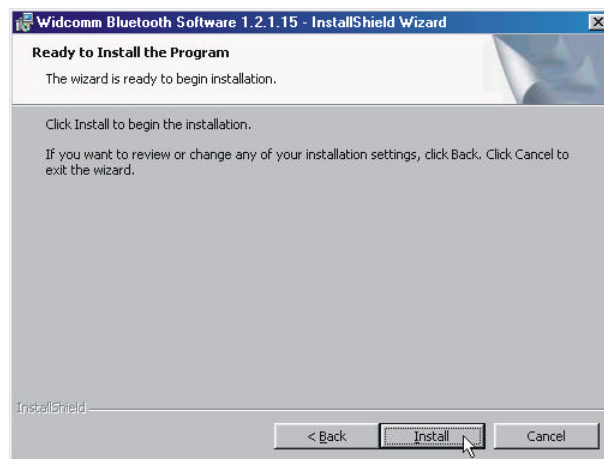 Widcomm Bluetooth Software 1.2.1.15 - InstallShield Wizard
Ready to Install the Program
The wizard is ready to begin installation.
Click Install to begin the installation.
If you want to review or change any of your installation settings, click Back. Click Cancel to
exit the wizard.
InstallShield
< Back
Install
Cancel